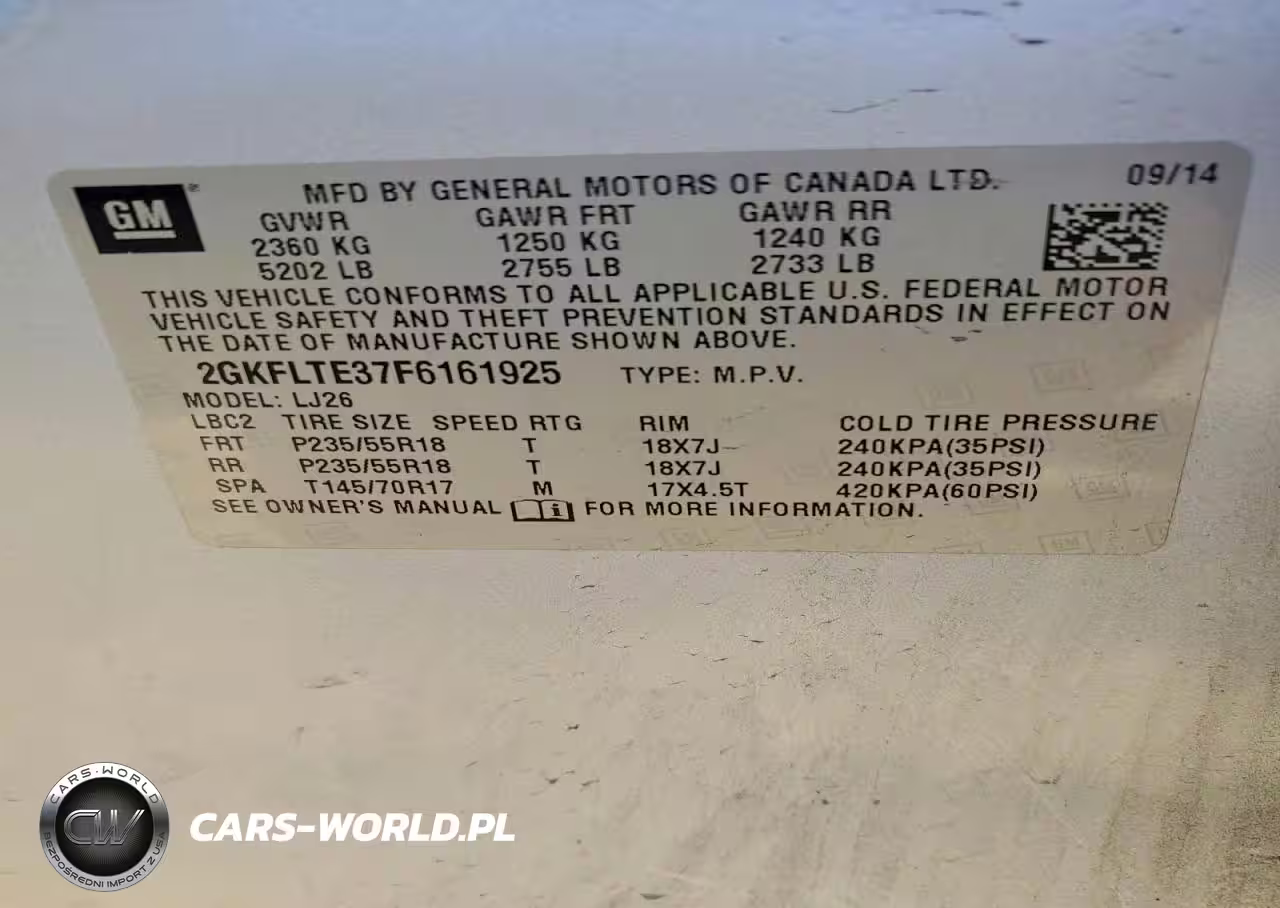 GM
MFD BY GENERAL MOTORS OF CANADA LTD. 09/14
GVWR GAWR FRT GAWR RR
2360 KG 1250 KG 1240 KG
5202 LB 2755 LB 2733 LB
THIS VEHICLE CONFORMS TO ALL APPLICABLE U.S. FEDERAL MOTOR
VEHICLE SAFETY AND THEFT PREVENTION STANDARDS IN EFFECT ON
THE DATE OF MANUFACTURE SHOWN ABOVE.
2GKFLTE37F6161925 TYPE: M.P.V.
MODEL: LJ26
LBC2 TIRE SIZE SPEED RTG RIM COLD TIRE PRESSURE
FRT P235/55R18 T 18X7J 240KPA(35PSI)
RR P235/55R18 T 18X7J 240KPA(35PSI)
SPA T145/70R17 M 17X4.5T 420KPA(60PSI)
SEE OWNER'S MANUAL i FOR MORE INFORMATION.
CARS-WORLD
CW
BEZPOŚREDNI IMPORT Z USA
CARS-WORLD.PL